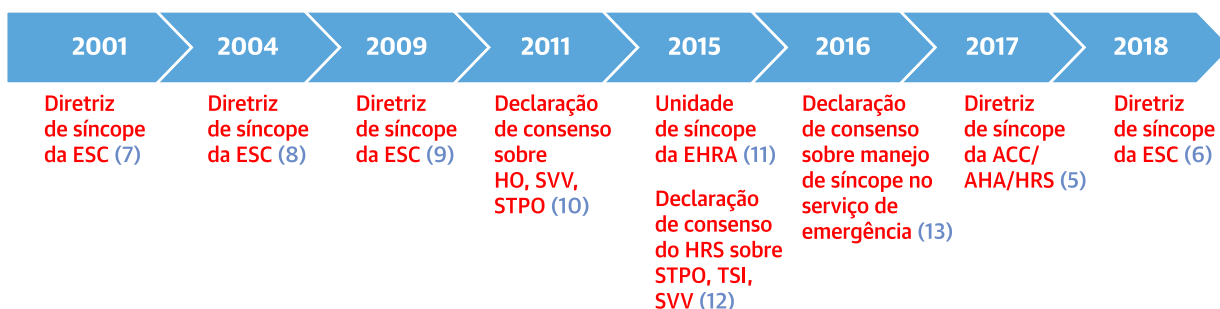 2001
2004
2009
2011
2015
2016
2017
2018
Diretriz
de síncope
da ESC (7)
Diretriz
de síncope
da ESC (8)
Diretriz
de síncope
da ESC (9)
Declaração
de consenso
sobre
HO, SVV,
STPO (10)
Unidade
de síncope
da EHRA (11)
Declaração
de consenso
do HRS sobre
STPO, TSI,
SVV (12)
Declaração
de consenso
sobre manejo
de síncope no
serviço de
emergência (13)
Diretriz
de síncope
da ACC/
AHA/HRS (5)
Diretriz
de síncope
da ESC (6)